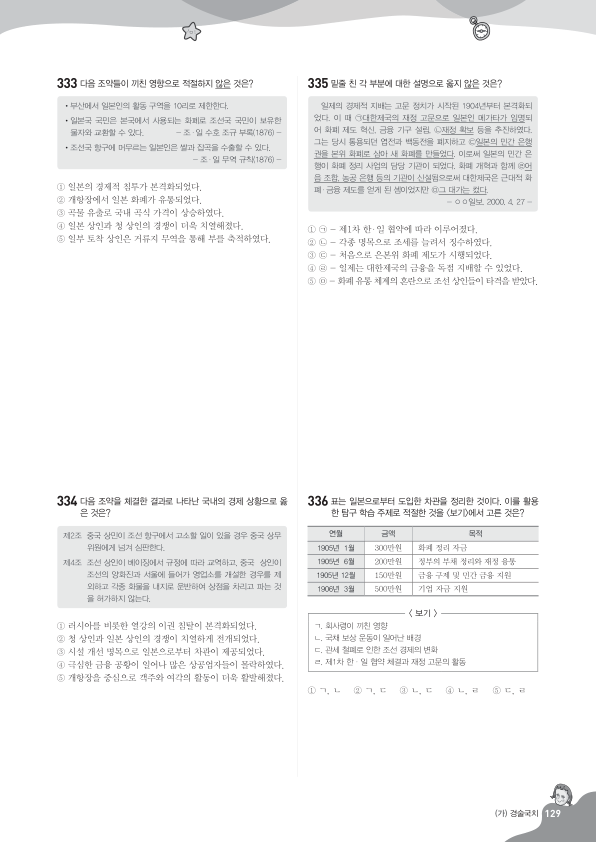 333 다음 조약들이 끼친 영향으로 적절하지 않은 것은?
• 부산에서 일본인의 활동 구역을 10리로 제한한다.
• 일본국 국민은 본국에서 사용되는 화폐로 조선국 국민이 보유한
물자와 교환할 수 있다. – 조 · 일 수호 조규 부록(1876) –
• 조선국 항구에 머무르는 일본인은 쌀과 잡곡을 수출할 수 있다.
– 조 · 일 무역 규칙(1876) –
① 일본의 경제적 침투가 본격화되었다.
② 개항장에서 일본 화폐가 유통되었다.
③ 곡물 유출로 국내 곡식 가격이 상승하였다.
④ 일본 상인과 청 상인의 경쟁이 더욱 치열해졌다.
⑤ 일부 토착 상인은 거류지 무역을 통해 부를 축적하였다.
334 다음 조약을 체결한 결과로 나타난 국내의 경제 상황으로 옳
은 것은?
제2조 중국 상인이 조선 항구에서 고소할 일이 있을 경우 중국 상무
위원에게 넘겨 심판한다.
제4조 조선 상인이 베이징에서 규정에 따라 교역하고, 중국 상인이
조선의 양화진과 서울에 들어가 영업소를 개설한 경우를 제
외하고 각종 화물을 내지로 운반하여 상점을 차리고 파는 것
을 허가하지 않는다.
① 러시아를 비롯한 열강의 이권 침탈이 본격화되었다.
② 청 상인과 일본 상인의 경쟁이 치열하게 전개되었다.
③ 시설 개선 명목으로 일본으로부터 차관이 제공되었다.
④ 극심한 금융 공황이 일어나 많은 상공업자들이 몰락하였다.
⑤ 개항장을 중심으로 객주와 여각의 활동이 더욱 활발해졌다.
335 밑줄 친 각 부분에 대한 설명으로 옳지 않은 것은?
일제의 경제적 지배는 고문 정치가 시작된 1904년부터 본격화되
었다. 이 때 ㉠대한제국의 재정 고문으로 일본인 메가타가 임명되
어 화폐 제도 혁신, 금융 기구 설립, ㉡재정 확보 등을 추진하였다.
그는 당시 통용되던 엽전과 백동전을 폐지하고 ㉢일본의 민간 은행
권을 본위 화폐로 삼아 새 화폐를 만들었다. 이로써 일본의 민간 은
행이 화폐 정리 사업의 담당 기관이 되었다. 화폐 개혁과 함께 ㉣어
음 조합, 농공 은행 등의 기관이 신설됨으로써 대한제국은 근대적 화
폐 · 금융 제도를 얻게 된 셈이었지만 ㉤그 대가는 컸다.
– ㅇㅇ일보, 2000. 4. 27 –
① ㉠ – 제1차 한 · 일 협약에 따라 이루어졌다.
② ㉡ – 각종 명목으로 조세를 늘려서 징수하였다.
③ ㉢ – 처음으로 은본위 화폐 제도가 시행되었다.
④ ㉣ – 일제는 대한제국의 금융을 독점 지배할 수 있었다.
⑤ ㉤ – 화폐 유통 체계의 혼란으로 조선 상인들이 타격을 받았다.
336 표는 일본으로부터 도입한 차관을 정리한 것이다. 이를 활용
한 탐구 학습 주제로 적절한 것을 〈보기〉에서 고른 것은?
연월 금액 목적
1905년 1월 300만원 화폐 정리 자금
1905년 6월 200만원 정부의 부채 정리와 재정 융통
1905년 12월 150만원 금융 구제 및 민간 금융 지원
1906년 3월 500만원 기업 자금 지원
〈 보기 〉
ㄱ. 회사령이 끼친 영향
ㄴ. 국채 보상 운동이 일어난 배경
ㄷ. 관세 철폐로 인한 조선 경제의 변화
ㄹ. 제1차 한 · 일 협약 체결과 재정 고문의 활동
① ㄱ, ㄴ ② ㄱ, ㄷ ③ ㄴ, ㄷ ④ ㄴ, ㄹ ⑤ ㄷ, ㄹ
(가) 경술국치 129